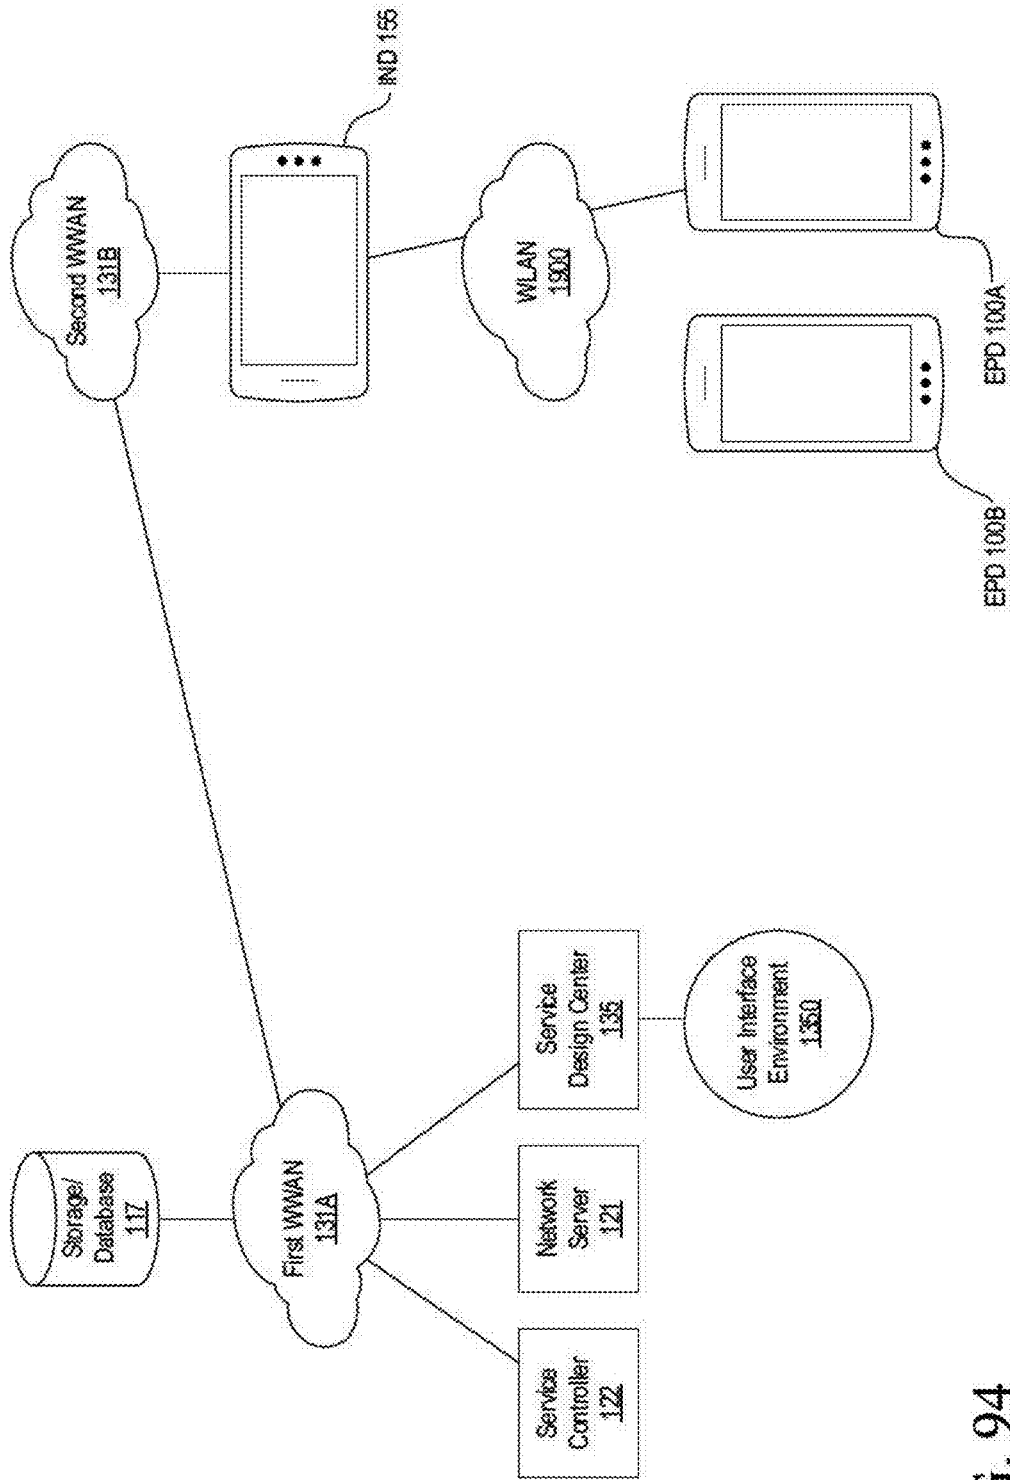 Storage/
Database
117
First WWAN
131A
Service
Controller
122
Network
Server
121
Service
Design Center
135
User Interface
Environment
1350
Second WWAN
131B
IND 155
WLAN
1900
EPD 100B
EPD 100A
94